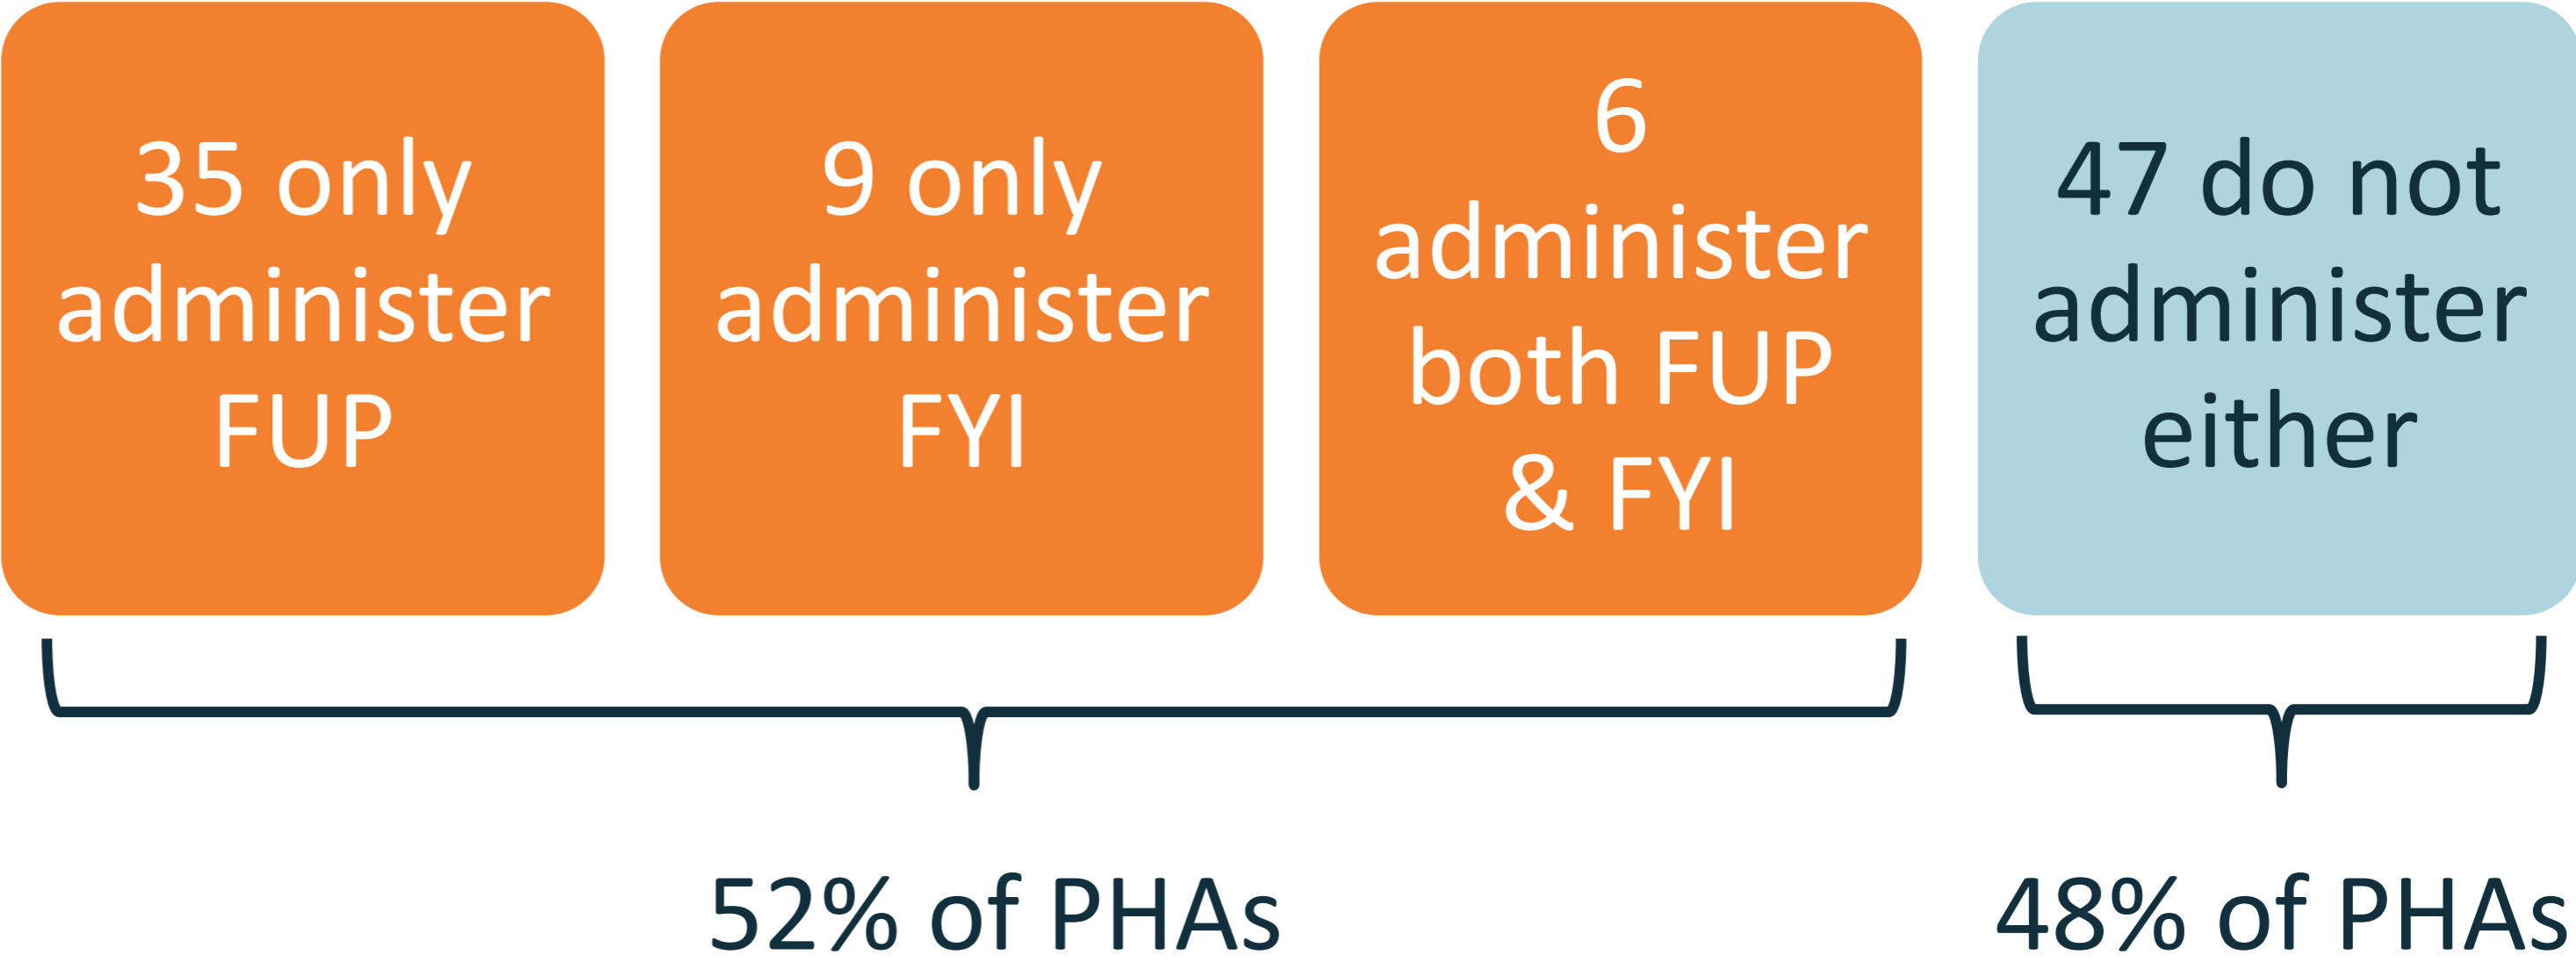 35 only
administer
FUP
9 only
administer
FYI
6
administer
both FUP
& FYI
47 do not
administer
either
52% of PHAs
48% of PHAs